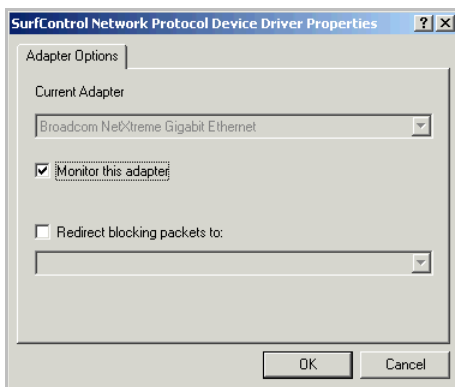 SurfControl Network Protocol Device Driver Properties
Adapter Options
Current Adapter
Broadcom NetXtreme Gigabit Ethernet
Monitor this adapter
Redirect blocking packets to:
OK Cancel